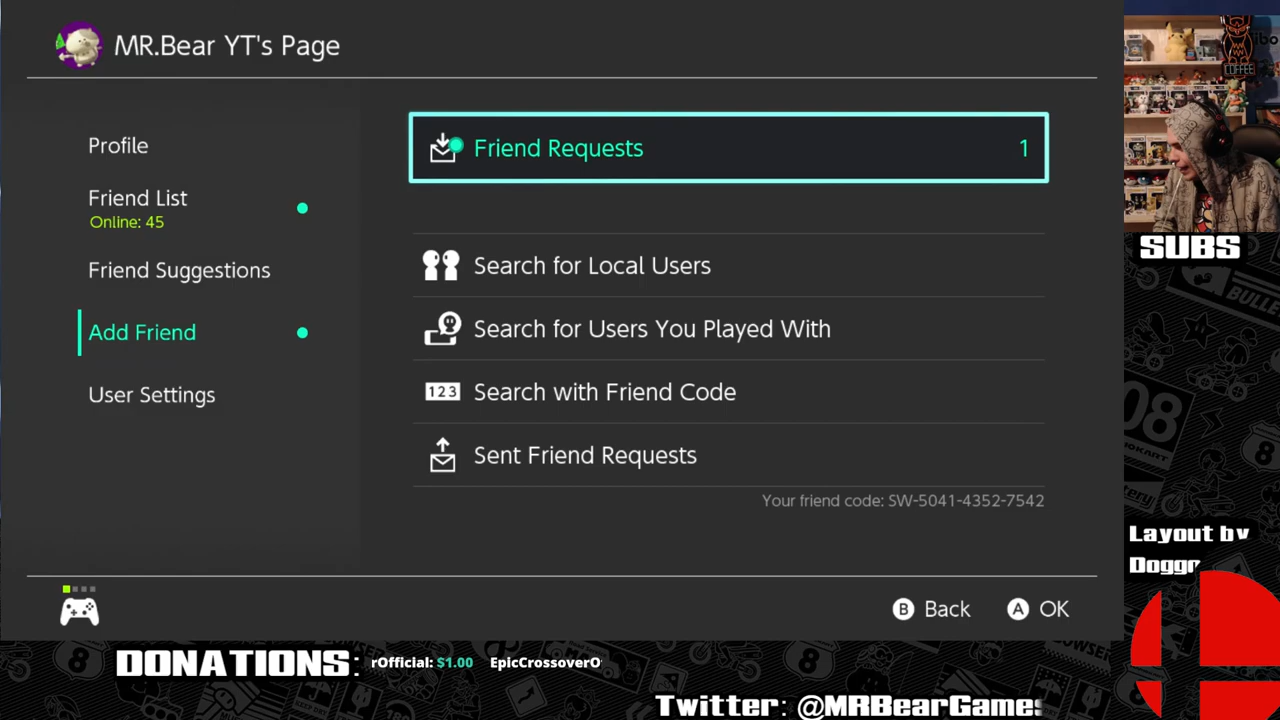 MR.Bear YT's Page
Profile
Friend List
Online: 45
Friend Suggestions
Add Friend
User Settings
Friend Requests 1
Search for Local Users
Search for Users You Played With
123 Search with Friend Code
Sent Friend Requests
Your friend code: SW-5041-4352-7542
B Back A OK
COFFEE
SUBS
Layout by
DONATIONS: rOfficial: $1.00 EpicCrossoverO
Twitter: @MRBearGames